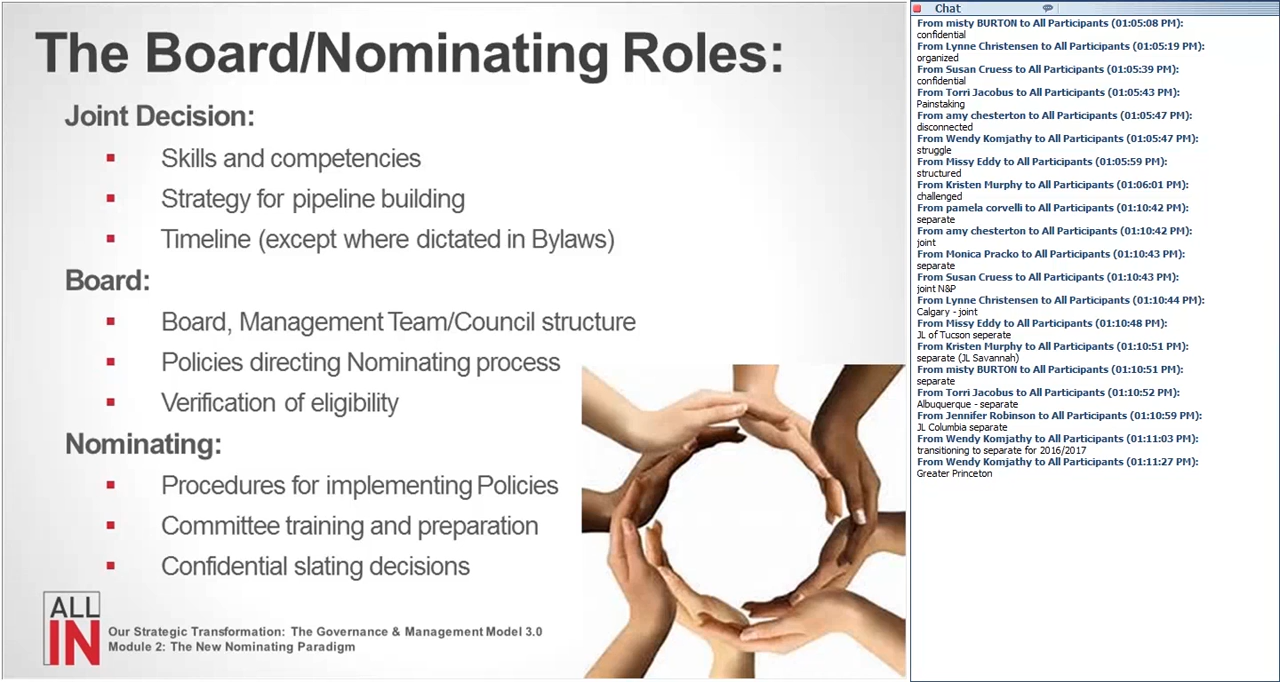 The Board/Nominating Roles:
Joint Decision:
Skills and competencies
Strategy for pipeline building
Timeline (except where dictated in Bylaws)
Board:
Board, Management Team/Council structure
Policies directing Nominating process
Verification of eligibility
Nominating:
Procedures for implementing Policies
Committee training and preparation
Confidential slating decisions
ALL
IN
Our Strategic Transformation: The Governance & Management Model 3.0
Module 2: The New Nominating Paradigm
Chat
From misty BURTON to All Participants (01:05:08 PM):
confidential
From Lynne Christensen to All Participants (01:05:19 PM):
organized
From Susan Cruess to All Participants (01:05:39 PM):
confidential
From Torri Jacobus to All Participants (01:05:43 PM):
Painstaking
From amy chesterton to All Participants (01:05:47 PM):
disconnected
From Wendy Komjathy to All Participants (01:05:47 PM):
struggle
From Missy Eddy to All Participants (01:05:59 PM):
structured
From Kristen Murphy to All Participants (01:06:01 PM):
challenged
From pamela corvelli to All Participants (01:10:42 PM):
separate
From amy chesterton to All Participants (01:10:42 PM):
joint
From Monica Pracko to All Participants (01:10:43 PM):
separate
From Susan Cruess to All Participants (01:10:43 PM):
joint N&P
From Lynne Christensen to All Participants (01:10:44 PM):
Calgary - joint
From Missy Eddy to All Participants (01:10:48 PM):
JL of Tucson seperate
From Kristen Murphy to All Participants (01:10:51 PM):
separate (JL Savannah)
From misty BURTON to All Participants (01:10:51 PM):
separate
From Torri Jacobus to All Participants (01:10:52 PM):
Albuquerque - separate
From Jennifer Robinson to All Participants (01:10:59 PM):
JL Columbia separate
From Wendy Komjathy to All Participants (01:11:03 PM):
transitioning to separate for 2016/2017
From Wendy Komjathy to All Participants (01:11:27 PM):
Greater Princeton